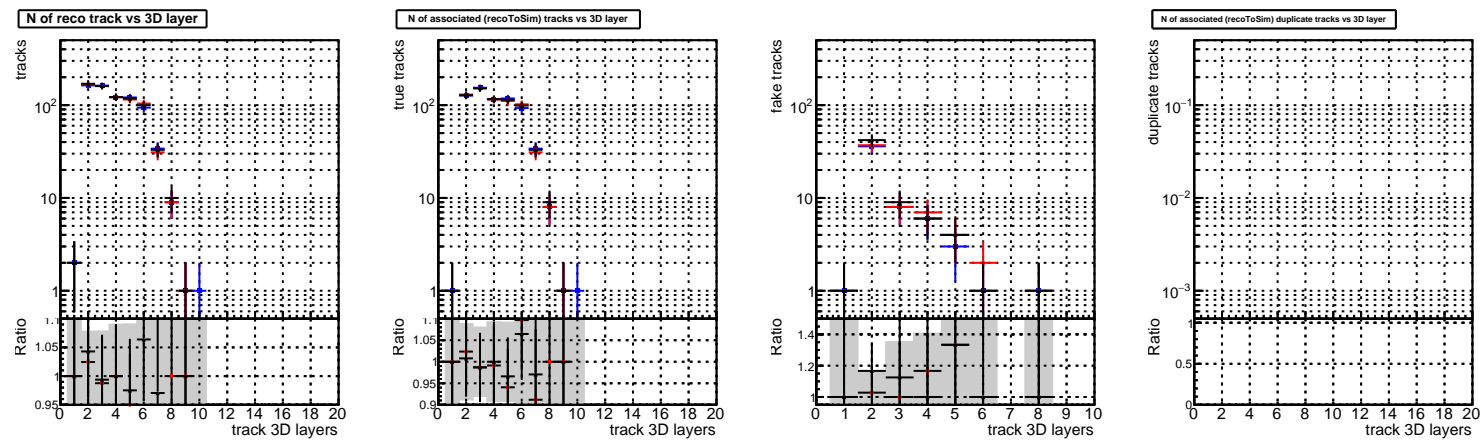 N of reco track vs 3D layer
tracks
10²
10
1
Ratio
1.1
1.05
1
0.95
0 2 4 6 8 10 12 14 16 18 20
track 3D layers
N of associated (recoToSim) tracks vs 3D layer
true tracks
10²
10
1
Ratio
1.1
1.05
1
0.95
0.9
0 2 4 6 8 10 12 14 16 18 20
track 3D layers
fake tracks
10²
10
1
Ratio
1.4
1.2
1
0 1 2 3 4 5 6 7 8 9 10
track 3D layers
N of associated (recoToSim) duplicate tracks vs 3D layer
duplicate tracks
10⁻¹
10⁻²
10⁻³
Ratio
1
0.5
0
0 2 4 6 8 10 12 14 16 18 20
track 3D layers